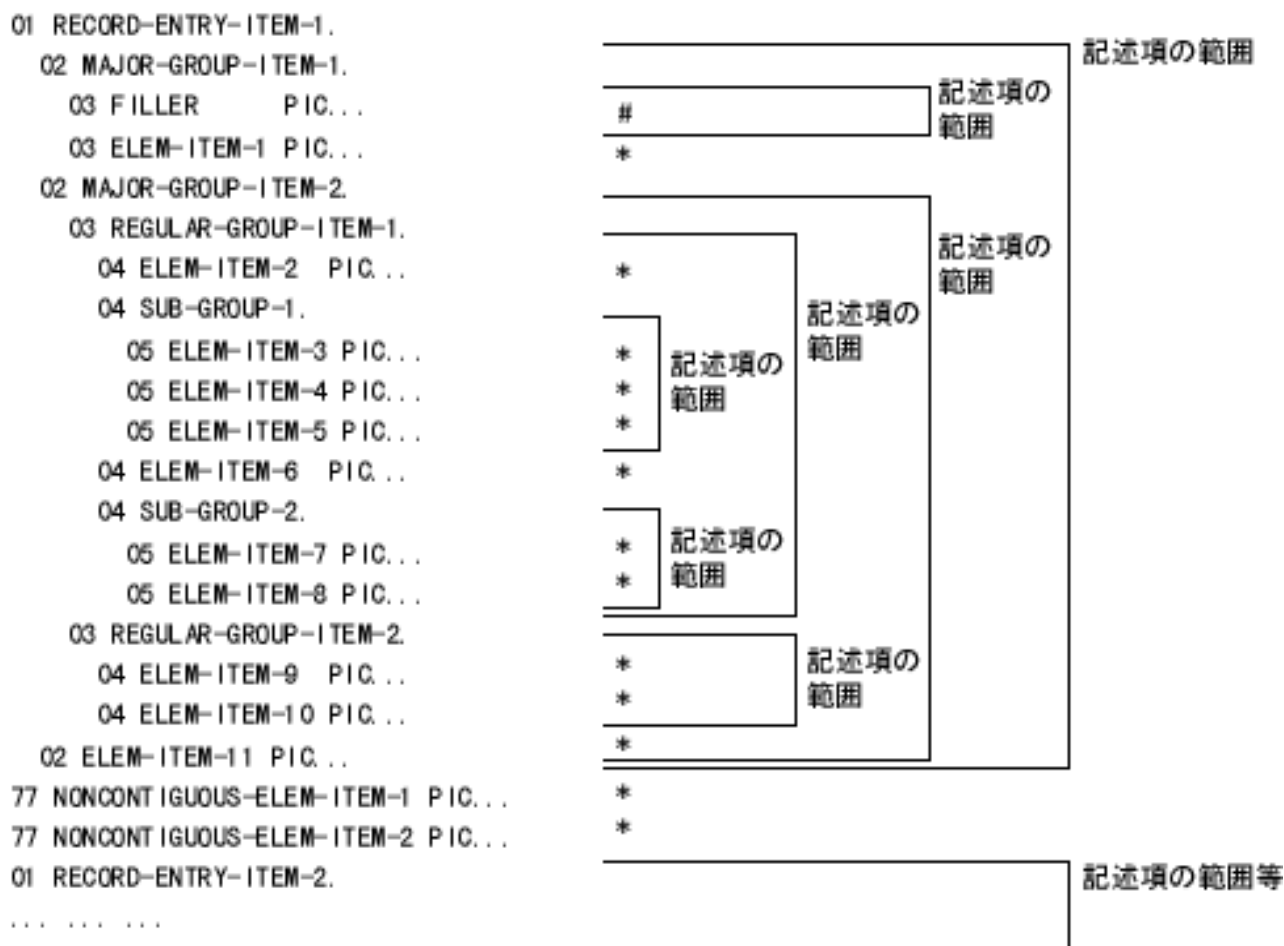 01 RECORD-ENTRY-ITEM-1.
02 MAJOR-GROUP-ITEM-1.
記述項の範囲
03 FILLER PIC...
#
記述項の
範囲
03 ELEM-ITEM-1 PIC...
*
02 MAJOR-GROUP-ITEM-2.
03 REGULAR-GROUP-ITEM-1.
記述項の
範囲
04 ELEM-ITEM-2 PIC...
*
04 SUB-GROUP-1.
記述項の
範囲
05 ELEM-ITEM-3 PIC...
*
記述項の
範囲
05 ELEM-ITEM-4 PIC...
*
05 ELEM-ITEM-5 PIC...
*
04 ELEM-ITEM-6 PIC...
*
04 SUB-GROUP-2.
05 ELEM-ITEM-7 PIC...
*
記述項の
範囲
05 ELEM-ITEM-8 PIC...
*
03 REGULAR-GROUP-ITEM-2.
04 ELEM-ITEM-9 PIC...
*
記述項の
範囲
04 ELEM-ITEM-10 PIC...
*
02 ELEM-ITEM-11 PIC...
*
77 NONCONTIGUOUS-ELEM-ITEM-1 PIC...
*
77 NONCONTIGUOUS-ELEM-ITEM-2 PIC...
*
01 RECORD-ENTRY-ITEM-2.
記述項の範囲等
... ... ...